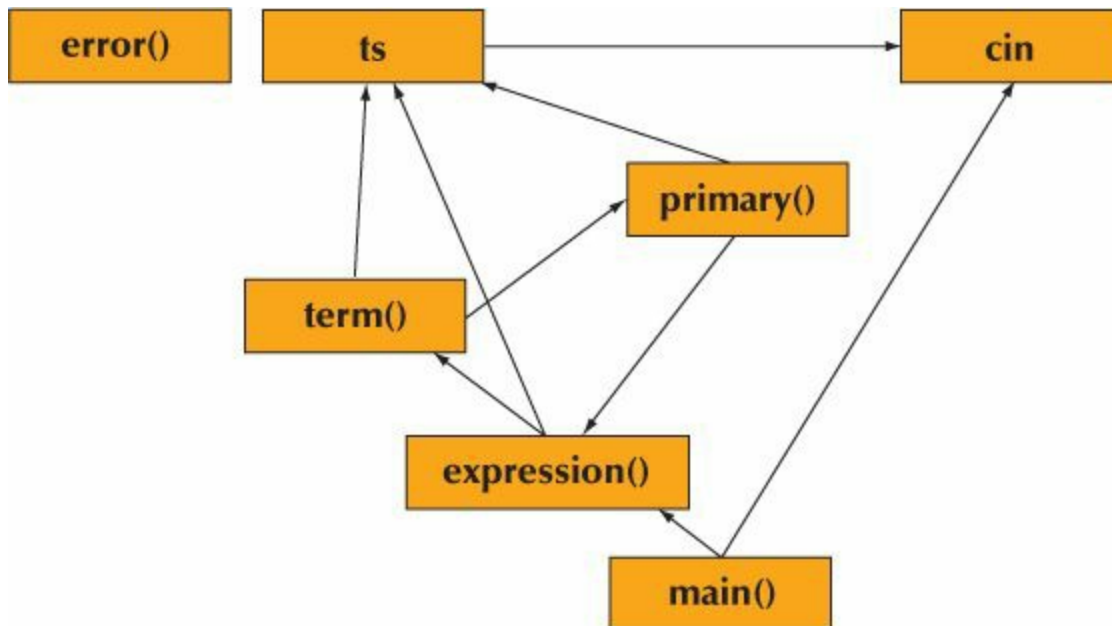 error()
ts
cin
primary()
term()
expression()
main()